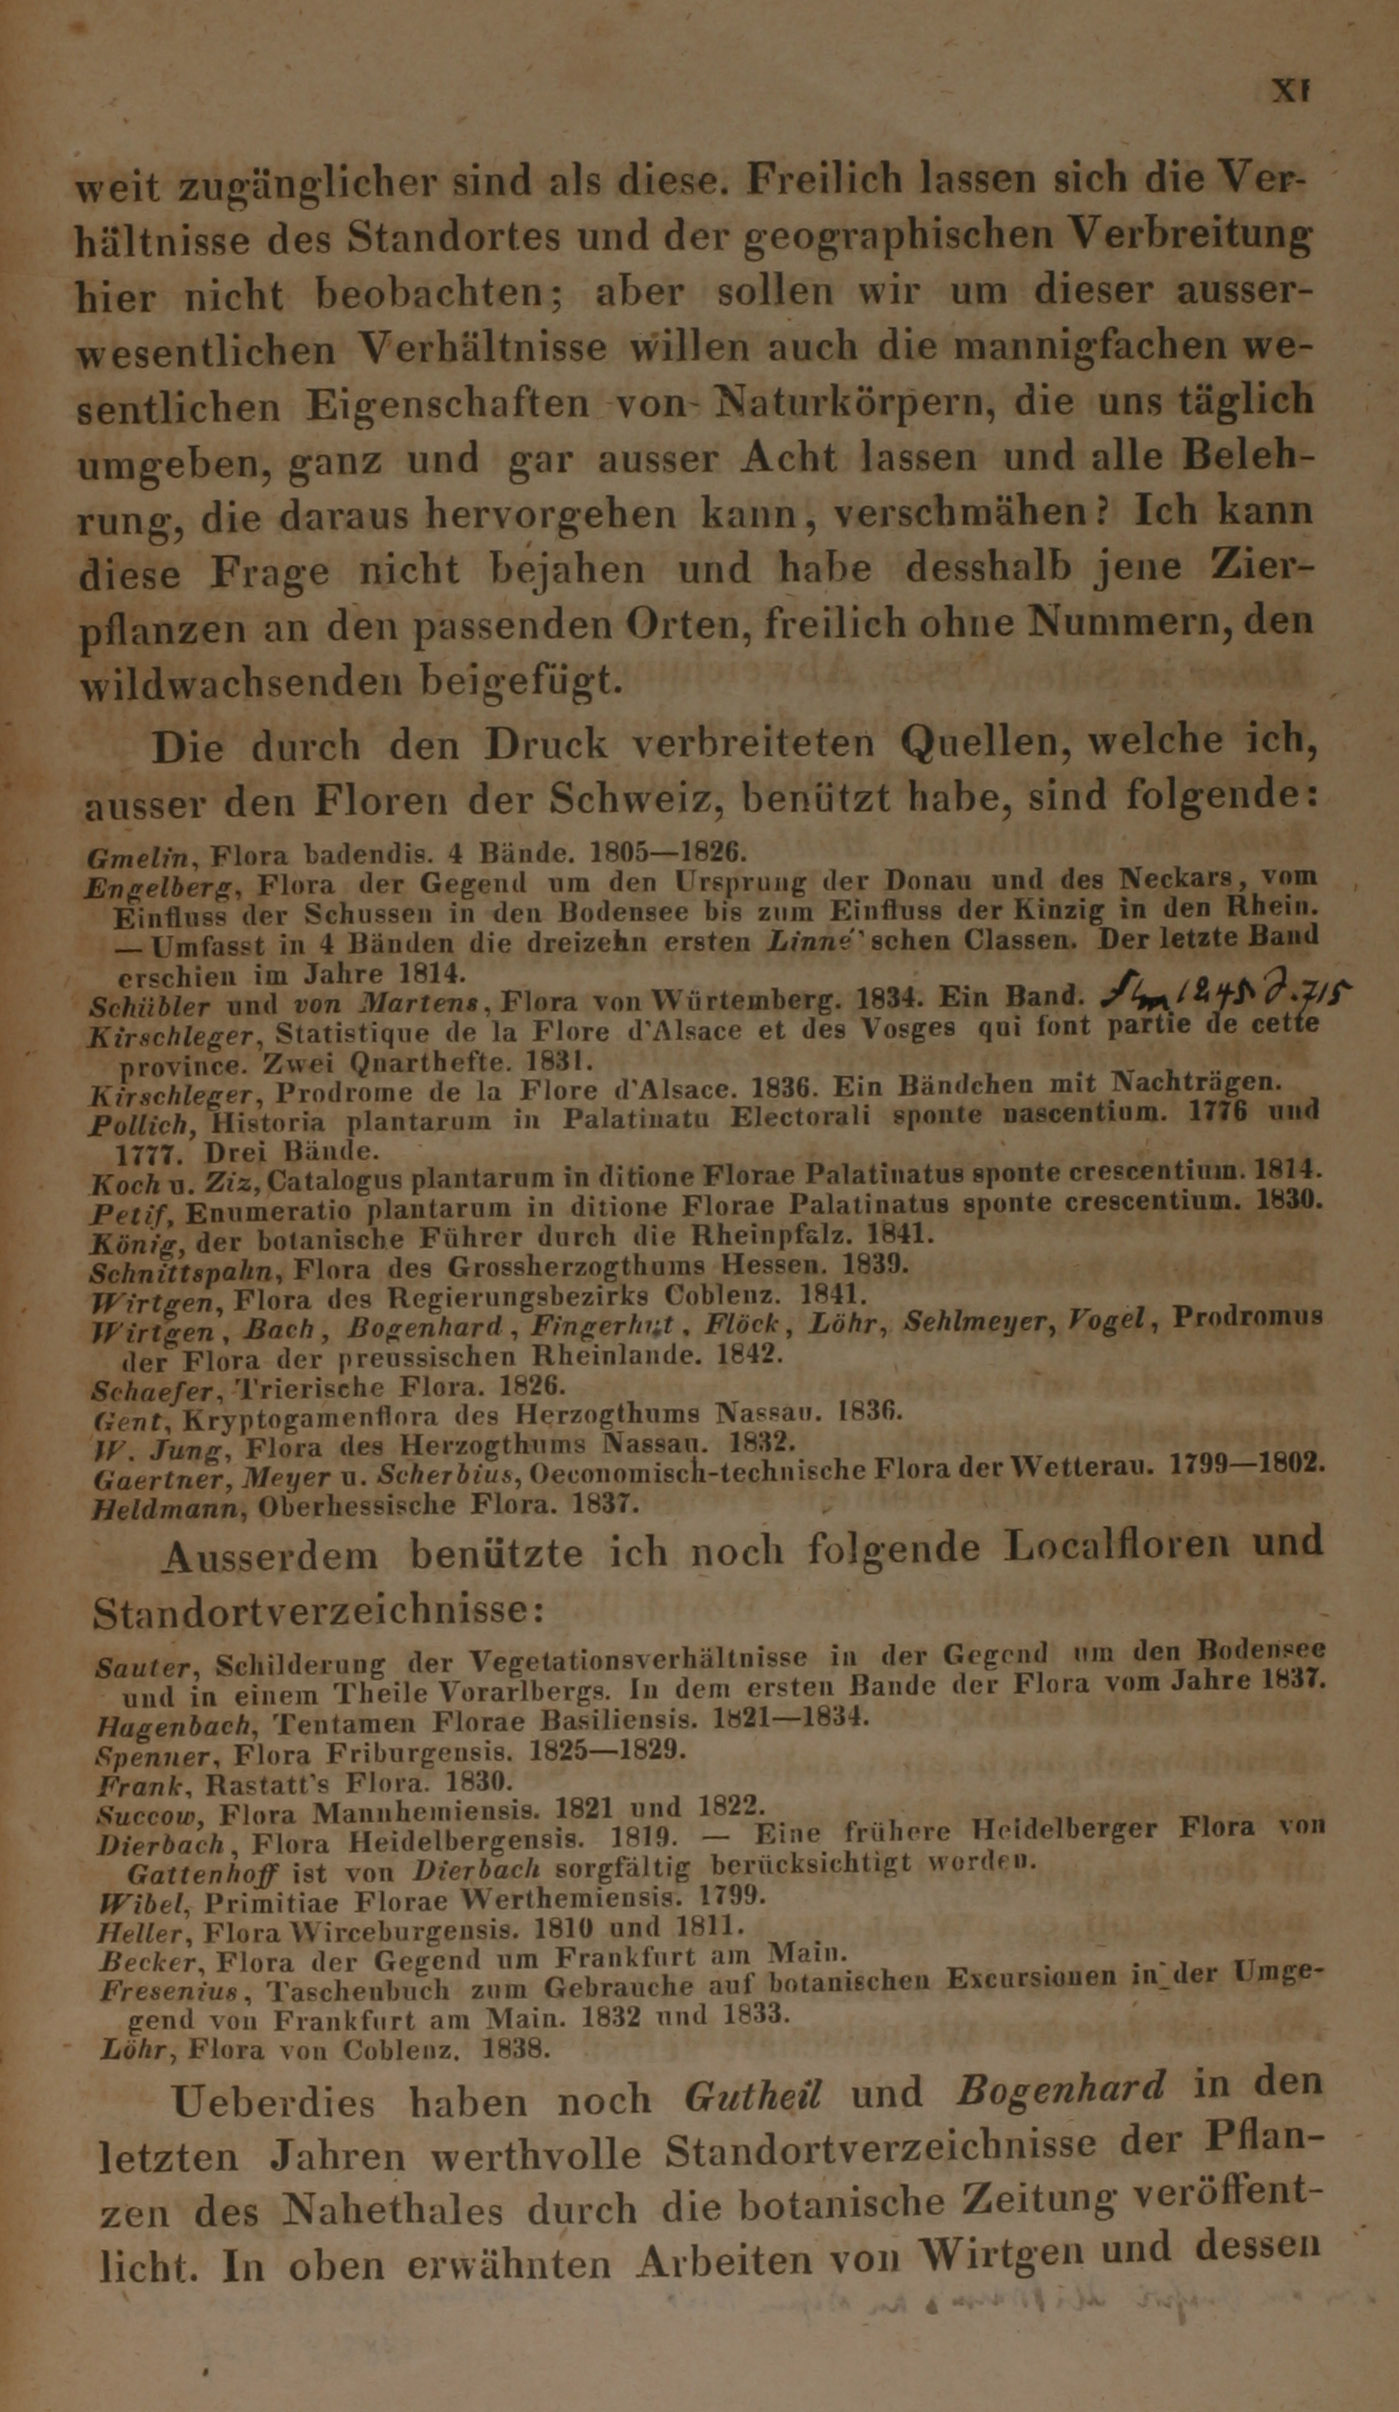 XI
weit zugänglicher sind als diese. Freilich lassen sich die Ver-
hältnisse des Standortes und der geographischen Verbreitung
hier nicht beobachten; aber sollen wir um dieser ausser-
wesentlichen Verhältnisse willen auch die mannigfachen we-
sentlichen Eigenschaften von Naturkörpern, die uns täglich
umgeben, ganz und gar ausser Acht lassen und alle Beleh-
rung, die daraus hervorgehen kann, verschmähen? Ich kann
diese Frage nicht bejahen und habe desshalb jene Zier-
pflanzen an den passenden Orten, freilich ohne Nummern, den
wildwachsenden beigefügt.
Die durch den Druck verbreiteten Quellen, welche ich,
ausser den Floren der Schweiz, benützt habe, sind folgende:
Gmelin, Flora badendis. 4 Bände. 1805—1826.
Engelberg, Flora der Gegend um den Ursprung der Donau und des Neckars, vom
Einfluss der Schussen in den Bodensee bis zum Einfluss der Kinzig in den Rhein.
— Umfasst in 4 Bänden die dreizehn ersten Linné'schen Classen. Der letzte Band
erschien im Jahre 1814.
Schübler und von Martens, Flora von Würtemberg. 1834. Ein Band.
Kirschleger, Statistique de la Flore d'Alsace et des Vosges qui font partie de cette
province. Zwei Quarthefte. 1831.
Kirschleger, Prodrome de la Flore d'Alsace. 1836. Ein Bändchen mit Nachträgen.
Pollich, Historia plantarum in Palatinatu Electorali sponte nascentium. 1776 und
1777. Drei Bände.
Koch u. Ziz, Catalogus plantarum in ditione Florae Palatinatus sponte crescentium. 1814.
Petif, Enumeratio plantarum in ditione Florae Palatinatus sponte crescentium. 1830.
König, der botanische Führer durch die Rheinpfalz. 1841.
Schnittspahn, Flora des Grossherzogthums Hessen. 1839.
Wirtgen, Flora des Regierungsbezirks Coblenz. 1841.
Wirtgen, Bach, Bogenhard, Fingerhut, Flöck, Löhr, Sehlmeyer, Vogel, Prodromus
der Flora der preussischen Rheinlande. 1842.
Schaefer, Trierische Flora. 1826.
Gent, Kryptogamenflora des Herzogthums Nassau. 1836.
W. Jung, Flora des Herzogthums Nassau. 1832.
Gaertner, Meyer u. Scherbius, Oeconomisch-technische Flora der Wetterau. 1799—1802.
Heldmann, Oberhessische Flora. 1837.
Ausserdem benützte ich noch folgende Localfloren und
Standortverzeichnisse:
Sauter, Schilderung der Vegetationsverhältnisse in der Gegend um den Bodensee
und in einem Theile Vorarlbergs. In dem ersten Bande der Flora vom Jahre 1837.
Hagenbach, Tentamen Florae Basiliensis. 1821—1834.
Spenner, Flora Friburgensis. 1825—1829.
Frank, Rastatt's Flora. 1830.
Succow, Flora Mannhemiensis. 1821 und 1822.
Dierbach, Flora Heidelbergensis. 1819. — Eine frühere Heidelberger Flora von
Gattenhoff ist von Dierbach sorgfältig berücksichtigt worden.
Wibel, Primitiae Florae Werthemiensis. 1799.
Heller, Flora Wirceburgensis. 1810 und 1811.
Becker, Flora der Gegend um Frankfurt am Main.
Fresenius, Taschenbuch zum Gebrauche auf botanischen Excursionen in der Umge-
gend von Frankfurt am Main. 1832 und 1833.
Löhr, Flora von Coblenz. 1838.
Ueberdies haben noch Gutheil und Bogenhard in den
letzten Jahren werthvolle Standortverzeichnisse der Pflan-
zen des Nahethales durch die botanische Zeitung veröffent-
licht. In oben erwähnten Arbeiten von Wirtgen und dessen